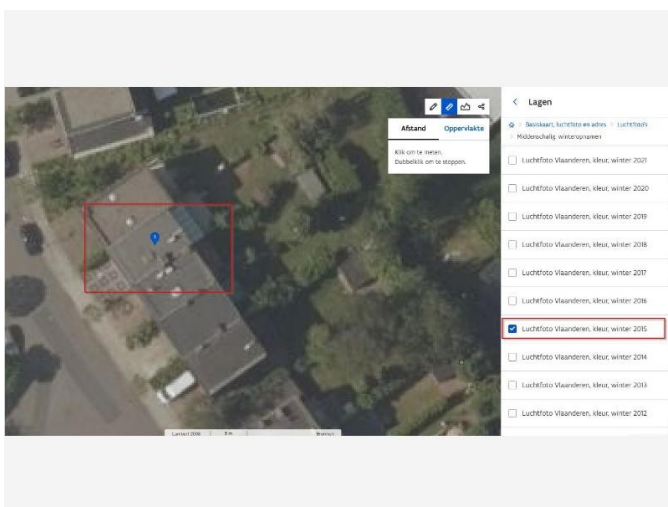 Lagen
Basiskaart, luchtfoto en adres > Luchtfoto's
> Middenschalig, winteropnamen
Afstand Oppervlakte
Klik om te meten.
Dubbelklik om te stoppen.
Luchtfoto Vlaanderen, kleur, winter 2021
Luchtfoto Vlaanderen, kleur, winter 2020
Luchtfoto Vlaanderen, kleur, winter 2019
Luchtfoto Vlaanderen, kleur, winter 2018
Luchtfoto Vlaanderen, kleur, winter 2017
Luchtfoto Vlaanderen, kleur, winter 2016
Luchtfoto Vlaanderen, kleur, winter 2015
Luchtfoto Vlaanderen, kleur, winter 2014
Luchtfoto Vlaanderen, kleur, winter 2013
Luchtfoto Vlaanderen, kleur, winter 2012
Bronnen